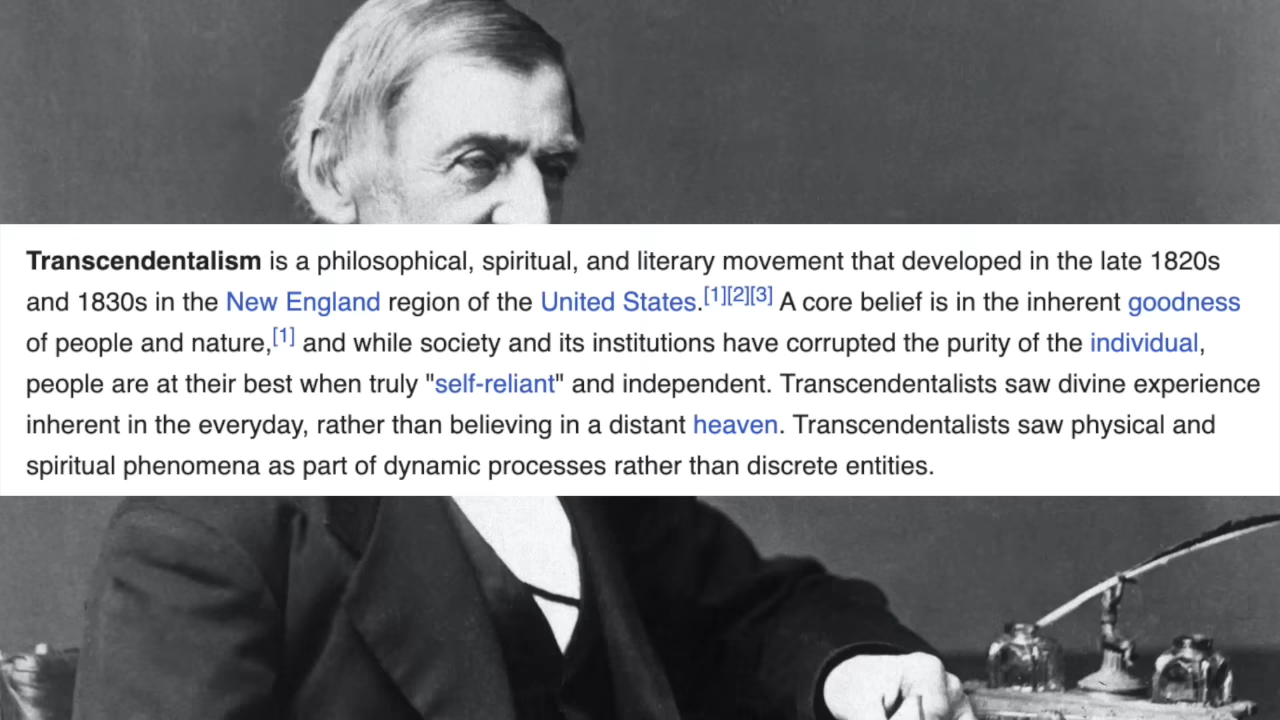 Transcendentalism is a philosophical, spiritual, and literary movement that developed in the late 1820s
and 1830s in the New England region of the United States.[1][2][3] A core belief is in the inherent goodness
of people and nature,[1] and while society and its institutions have corrupted the purity of the individual,
people are at their best when truly "self-reliant" and independent. Transcendentalists saw divine experience
inherent in the everyday, rather than believing in a distant heaven. Transcendentalists saw physical and
spiritual phenomena as part of dynamic processes rather than discrete entities.